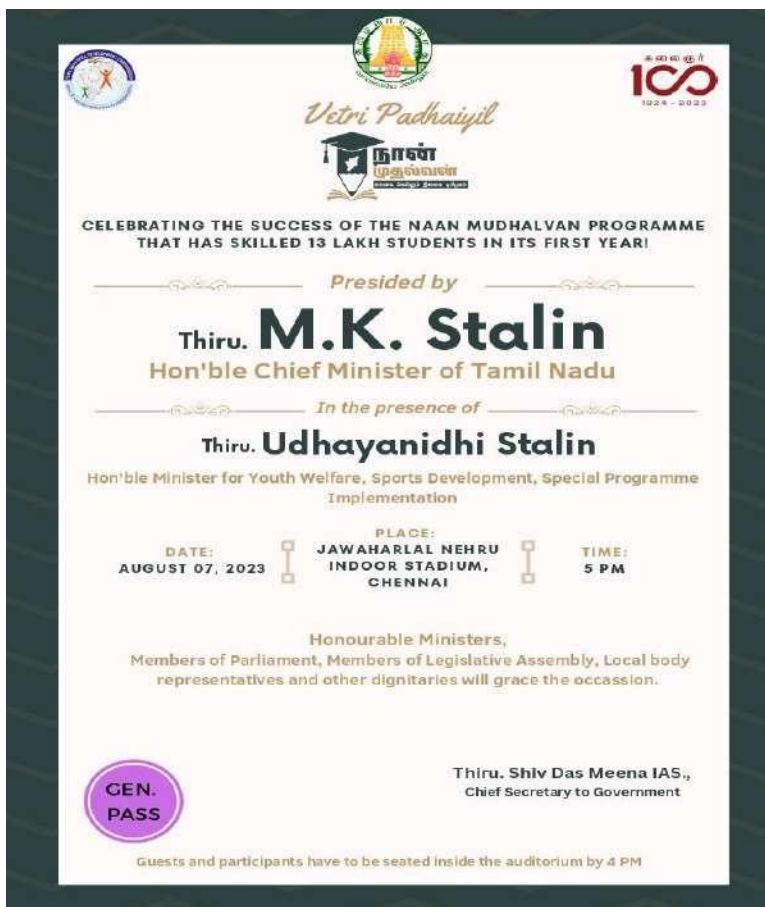 கலைஞர்
100
1924 - 2023
Vetri Padhaiyil
நான்
முதல்வன்
CELEBRATING THE SUCCESS OF THE NAAN MUDHALVAN PROGRAMME
THAT HAS SKILLED 13 LAKH STUDENTS IN ITS FIRST YEAR!
Presided by
Thiru. M.K. Stalin
Hon'ble Chief Minister of Tamil Nadu
In the presence of
Thiru. Udhayanidhi Stalin
Hon'ble Minister for Youth Welfare, Sports Development, Special Programme
Implementation
DATE:
AUGUST 07, 2023
PLACE:
JAWAHARLAL NEHRU
INDOOR STADIUM,
CHENNAI
TIME:
5 PM
Honourable Ministers,
Members of Parliament, Members of Legislative Assembly, Local body
representatives and other dignitaries will grace the occassion.
GEN.
PASS
Thiru. Shiv Das Meena IAS.,
Chief Secretary to Government
Guests and participants have to be seated inside the auditorium by 4 PM